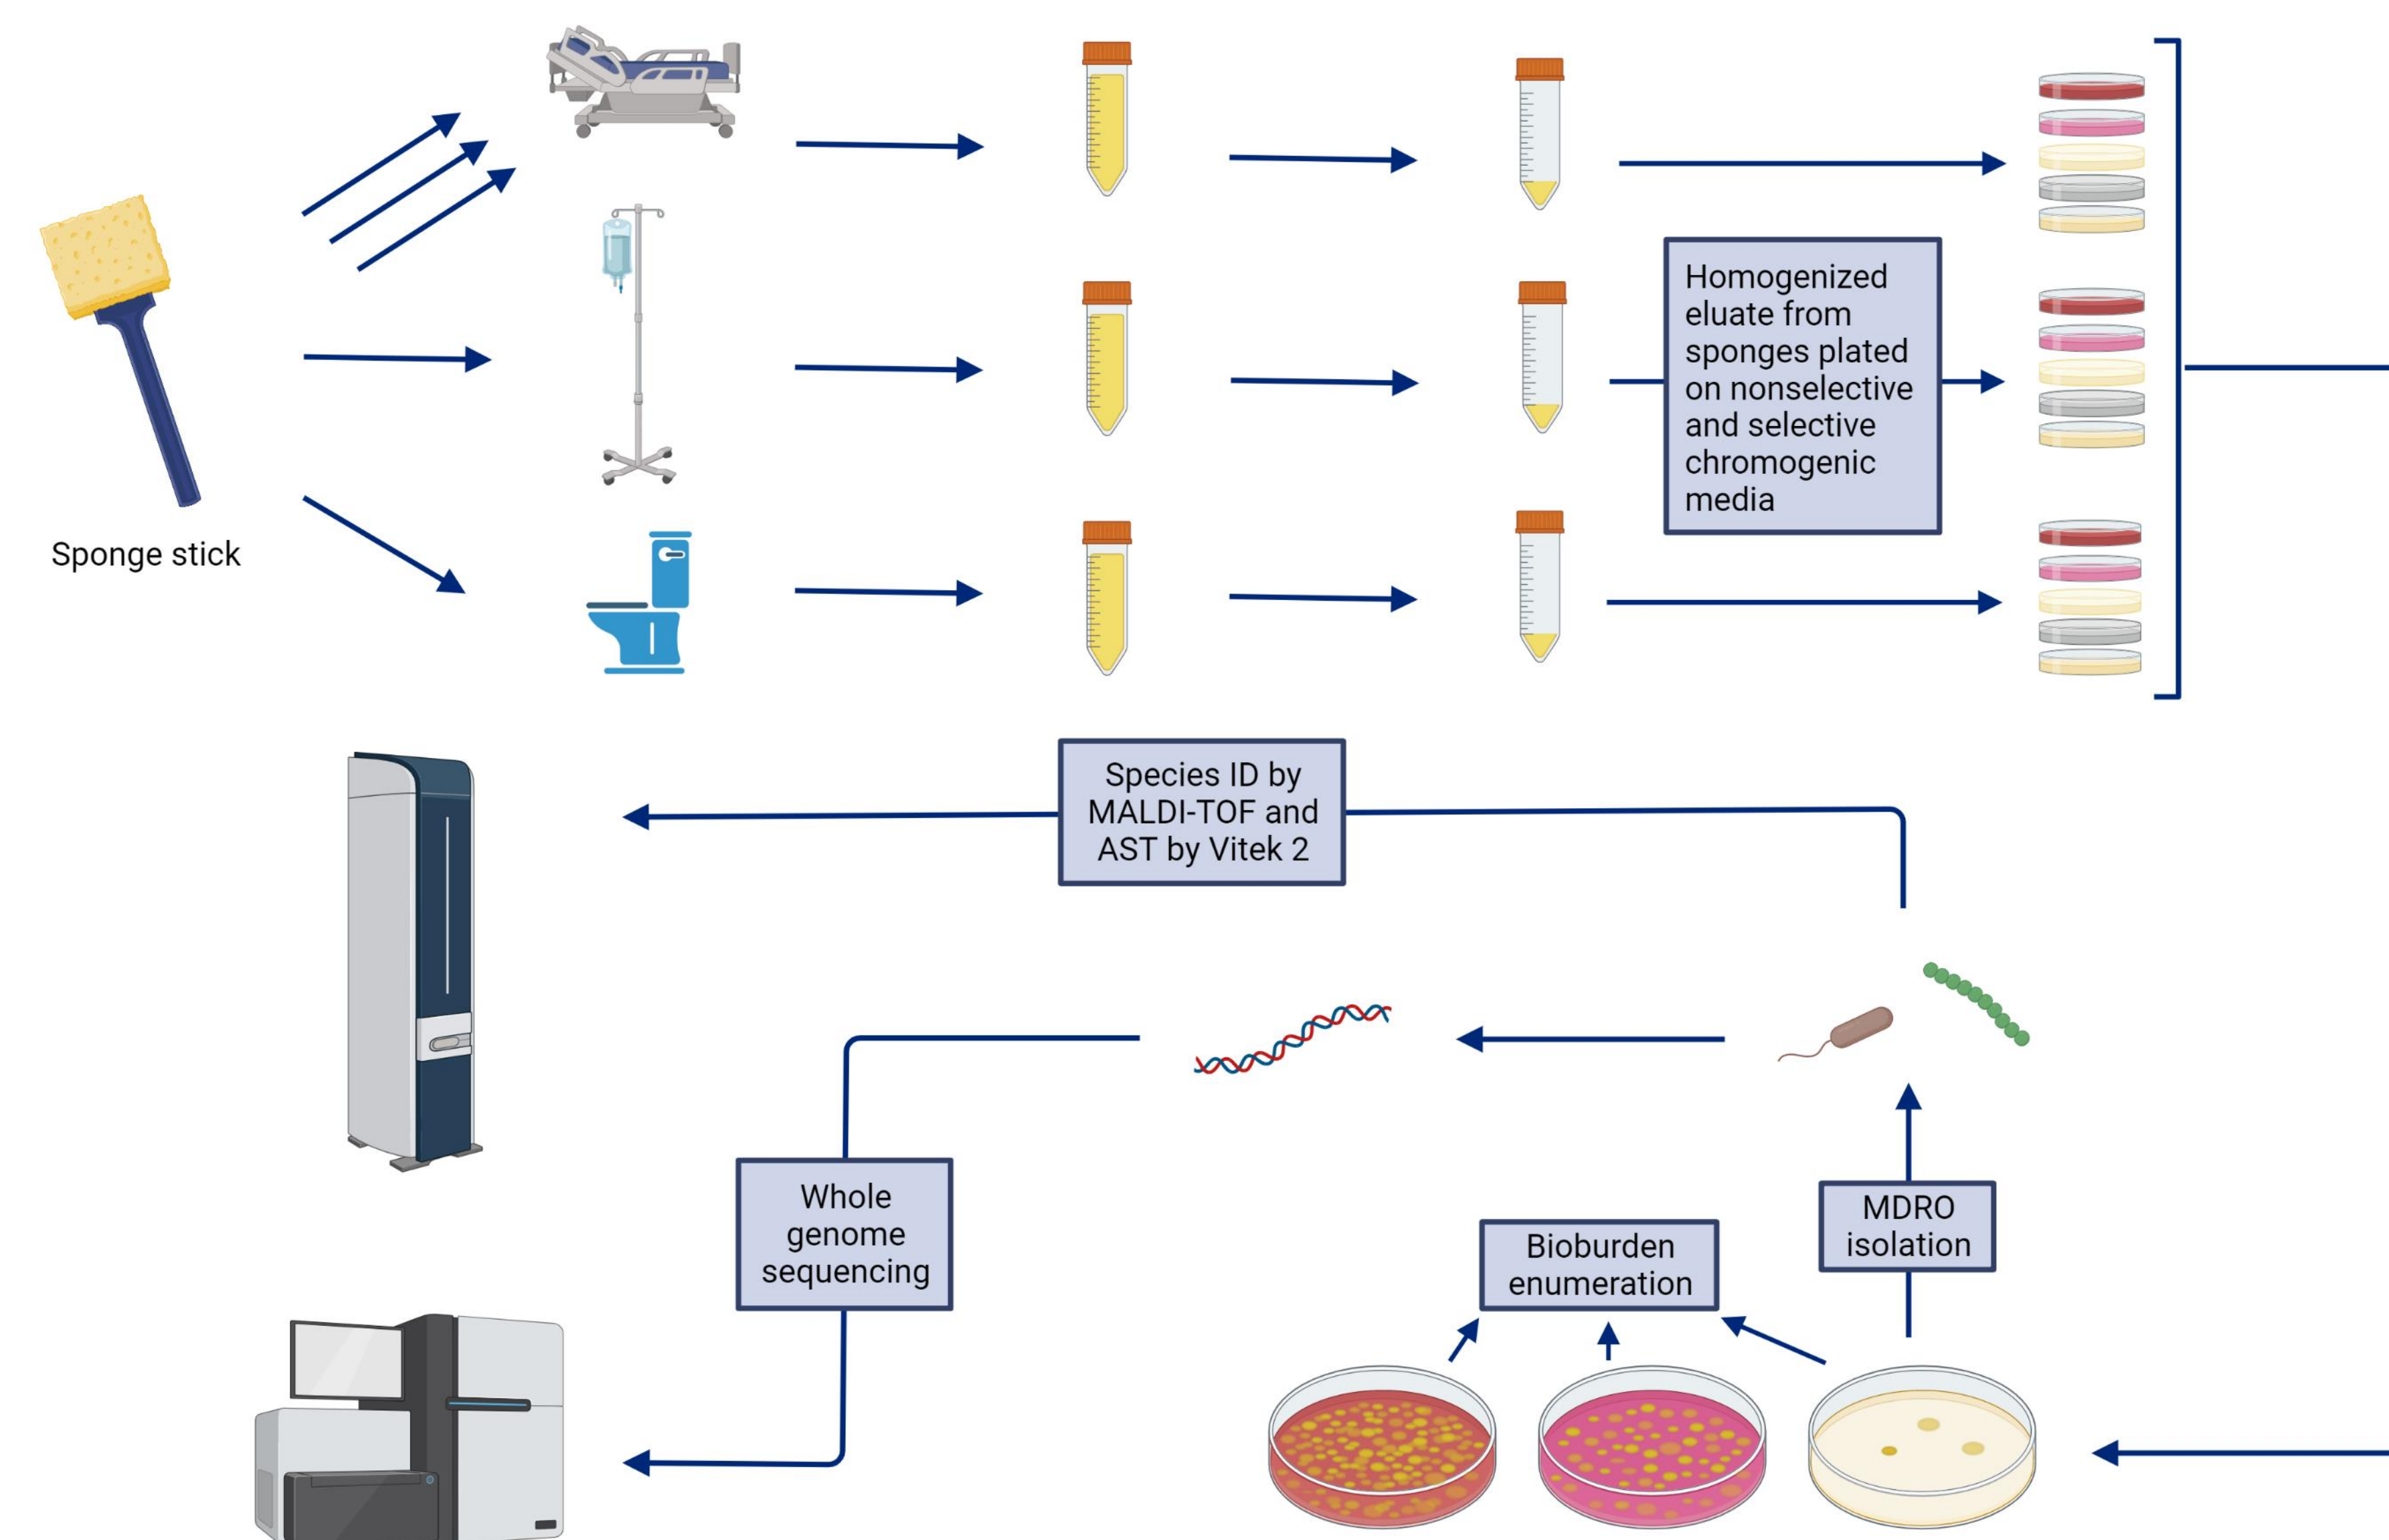 Sponge stick
Homogenized
eluate from
sponges plated
on nonselective
and selective
chromogenic
media
Species ID by
MALDI-TOF and
AST by Vitek 2
Whole
genome
sequencing
Bioburden
enumeration
MDRO
isolation